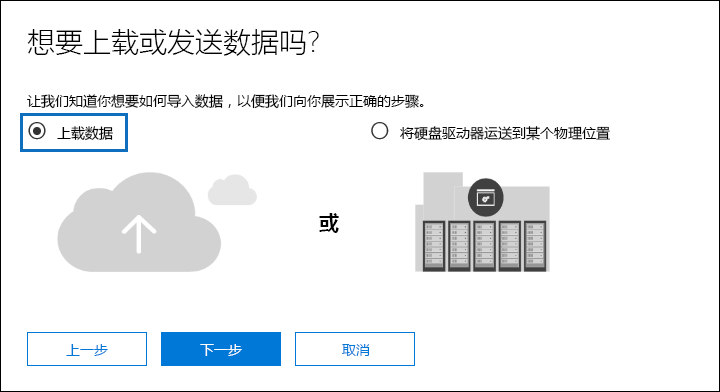 想要上载或发送数据吗?
让我们知道你想要如何导入数据，以便我们向你展示正确的步骤。
上载数据
将硬盘驱动器运送到某个物理位置
或
上一步
下一步
取消